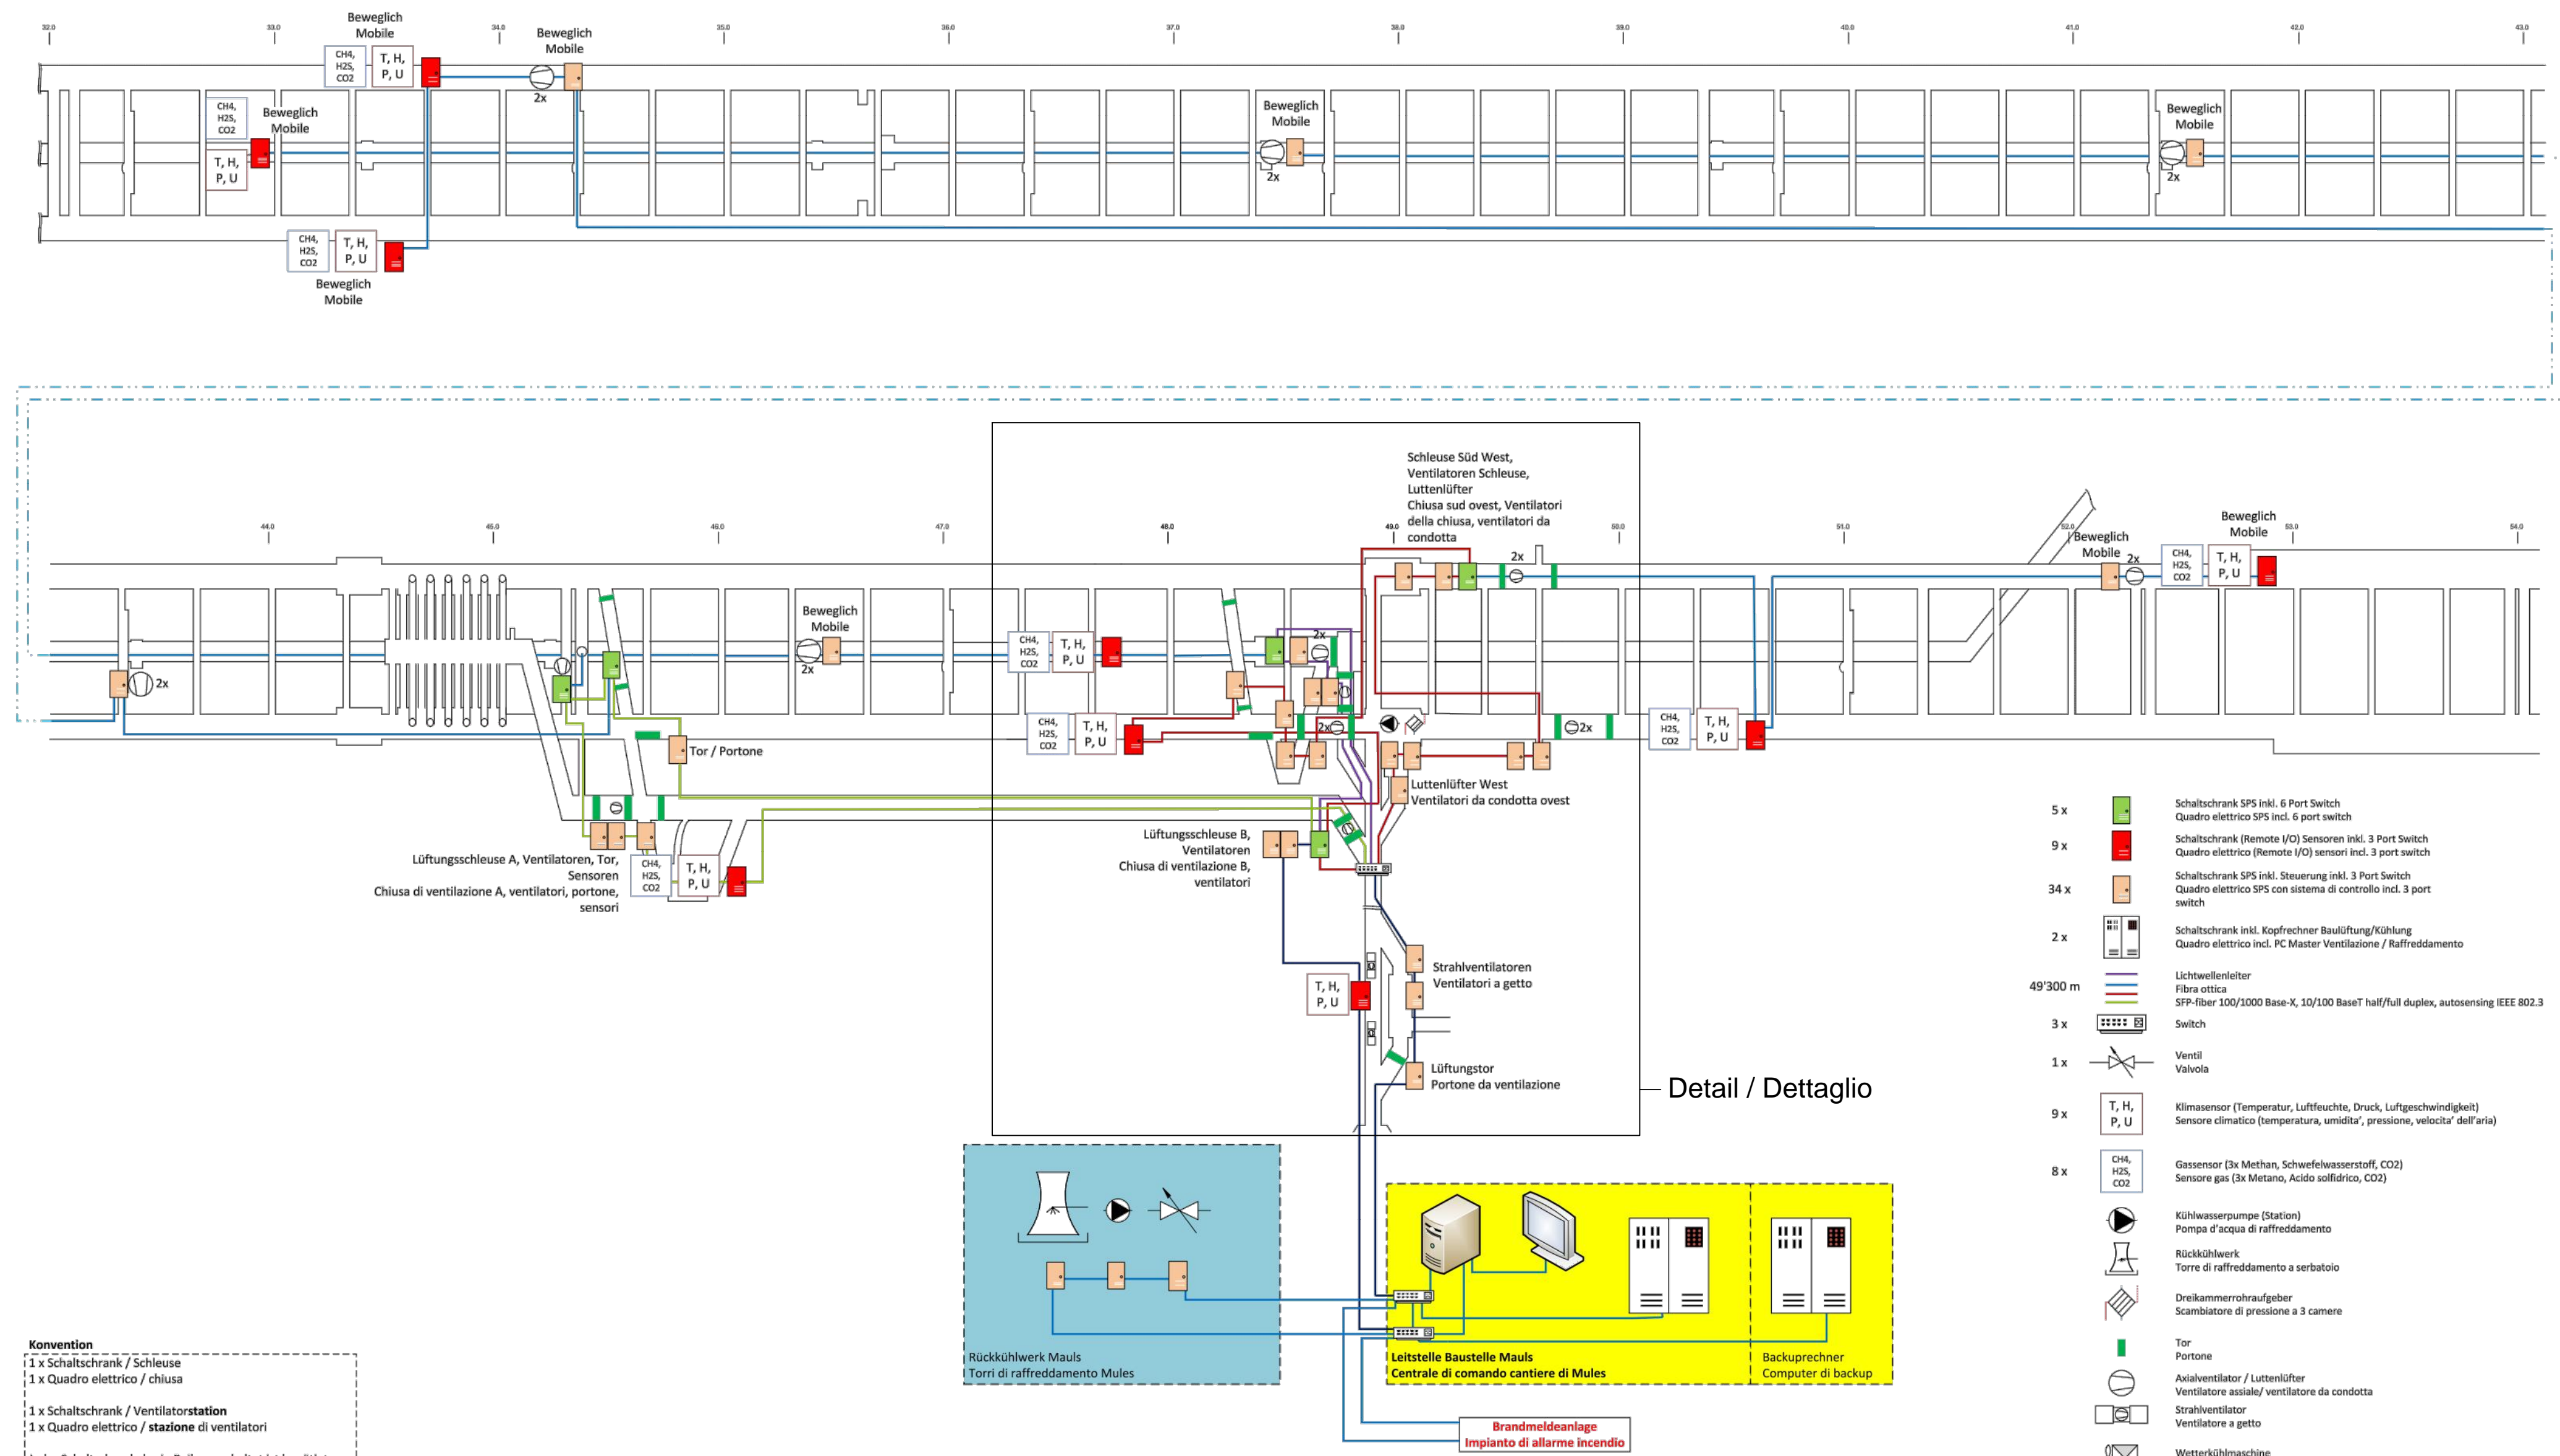 32.0
33.0
34.0
35.0
36.0
37.0
38.0
39.0
40.0
41.0
42.0
43.0
Beweglich
Mobile
CH4,
H2S,
CO2
T, H,
P, U
Beweglich
Mobile
2x
CH4,
H2S,
CO2
Beweglich
Mobile
T, H,
P, U
Beweglich
Mobile
2x
Beweglich
Mobile
2x
CH4,
H2S,
CO2
T, H,
P, U
Beweglich
Mobile
Schleuse Süd West,
Ventilatoren Schleuse,
Luttenlüfter
Chiusa sud ovest, Ventilatori
della chiusa, ventilatori da
condotta
44.0
45.0
46.0
47.0
48.0
49.0
50.0
51.0
52.0
53.0
54.0
Beweglich
Mobile
2x
Beweglich
Mobile
CH4,
H2S,
CO2
T, H,
P, U
2x
Beweglich
Mobile
2x
CH4,
H2S,
CO2
T, H,
P, U
2x
2x
CH4,
H2S,
CO2
T, H,
P, U
2x
2x
CH4,
H2S,
CO2
T, H,
P, U
Tor / Portone
Luttenlüfter West
Ventilatori da condotta ovest
Lüftungsschleuse B,
Ventilatoren
Chiusa di ventilazione B,
ventilatori
Lüftungsschleuse A, Ventilatoren, Tor,
Sensoren
Chiusa di ventilazione A, ventilatori, portone,
sensori
CH4,
H2S,
CO2
T, H,
P, U
T, H,
P, U
Strahlventilatoren
Ventilatori a getto
Lüftungstor
Portone da ventilazione
Detail / Dettaglio
5 x
Schaltschrank SPS inkl. 6 Port Switch
Quadro elettrico SPS incl. 6 port switch
9 x
Schaltschrank (Remote I/O) Sensoren inkl. 3 Port Switch
Quadro elettrico (Remote I/O) sensori incl. 3 port switch
34 x
Schaltschrank SPS inkl. Steuerung inkl. 3 Port Switch
Quadro elettrico SPS con sistema di controllo incl. 3 port
switch
2 x
Schaltschrank inkl. Kopfrechner Baulüftung/Kühlung
Quadro elettrico incl. PC Master Ventilazione / Raffreddamento
49'300 m
Lichtwellenleiter
Fibra ottica
SFP-fiber 100/1000 Base-X, 10/100 BaseT half/full duplex, autosensing IEEE 802.3
3 x
Switch
1 x
Ventil
Valvola
9 x
T, H,
P, U
Klimasensor (Temperatur, Luftfeuchte, Druck, Luftgeschwindigkeit)
Sensore climatico (temperatura, umidita', pressione, velocita' dell'aria)
8 x
CH4,
H2S,
CO2
Gassensor (3x Methan, Schwefelwasserstoff, CO2)
Sensore gas (3x Metano, Acido solfidrico, CO2)
Kühlwasserpumpe (Station)
Pompa d'acqua di raffreddamento
Rückkühlwerk
Torre di raffreddamento a serbatoio
Dreikammerrohraufgeber
Scambiatore di pressione a 3 camere
Tor
Portone
Axialventilator / Luttenlüfter
Ventilatore assiale/ ventilatore da condotta
Strahlventilator
Ventilatore a getto
Wetterkühlmaschine
Rückkühlwerk Mauls
Torri di raffreddamento Mules
Leitstelle Baustelle Mauls
Centrale di comando cantiere di Mules
Backuprechner
Computer di backup
Brandmeldeanlage
Impianto di allarme incendio
Konvention
1 x Schaltschrank / Schleuse
1 x Quadro elettrico / chiusa
1 x Schaltschrank / Ventilatorstation
1 x Quadro elettrico / stazione di ventilatori